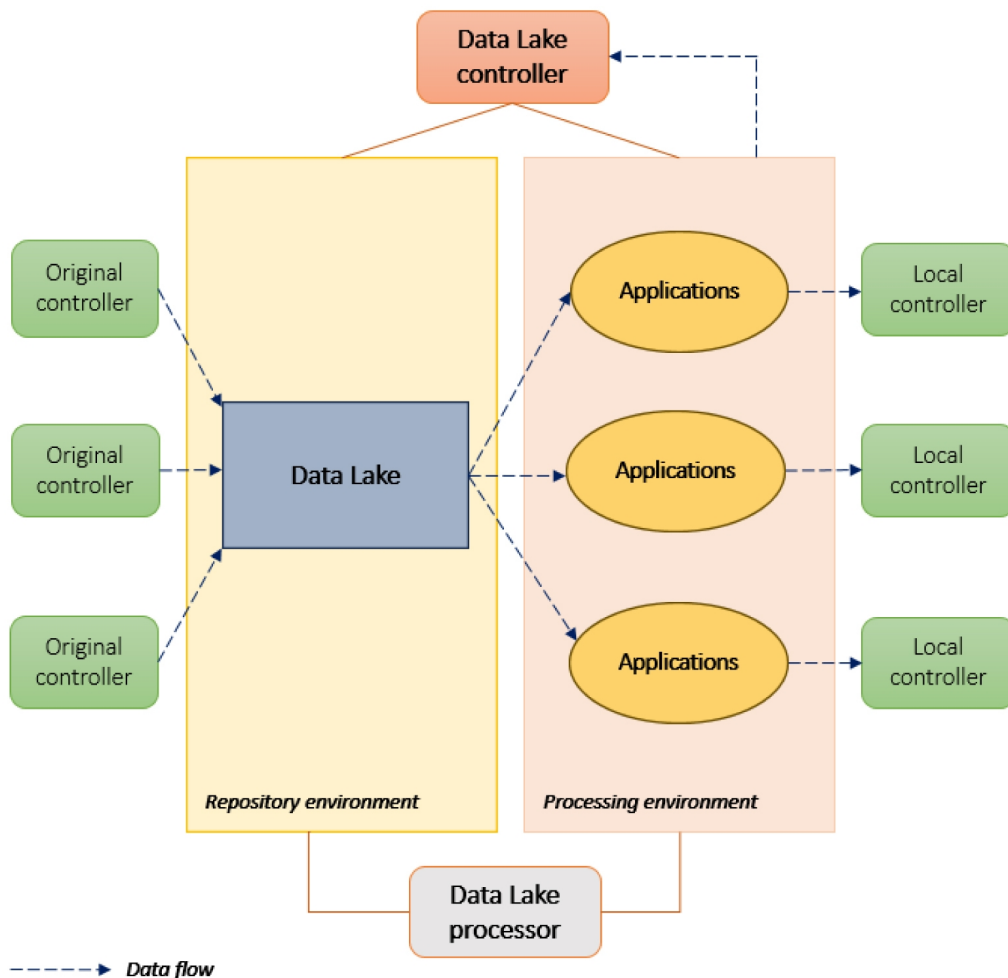 Data Lake
controller
Original
controller
Applications
Local
controller
Original
controller
Data Lake
Applications
Local
controller
Original
controller
Applications
Local
controller
Repository environment
Processing environment
Data Lake
processor
Data flow